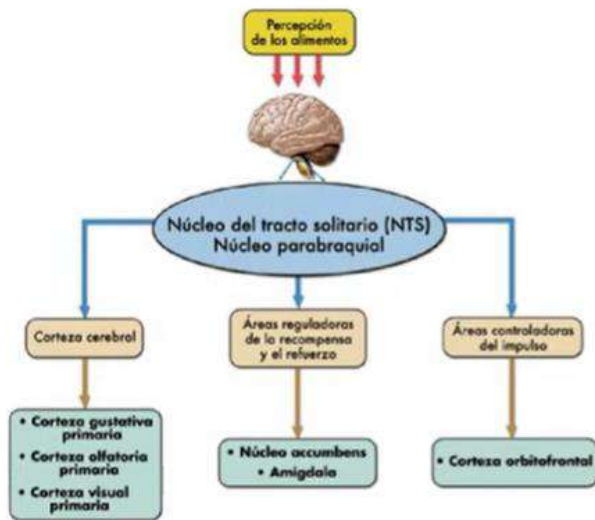 Percepción
de los alimentos
Núcleo del tracto solitario (NTS)
Núcleo parabraquial
Corteza cerebral
Áreas reguladoras
de la recompensa
y el refuerzo
Áreas controladoras
del impulso
• Corteza gustativa
primaria
• Corteza olfatoria
primaria
• Corteza visual
primaria
• Núcleo accumbens
• Amígdala
• Corteza orbitofrontal